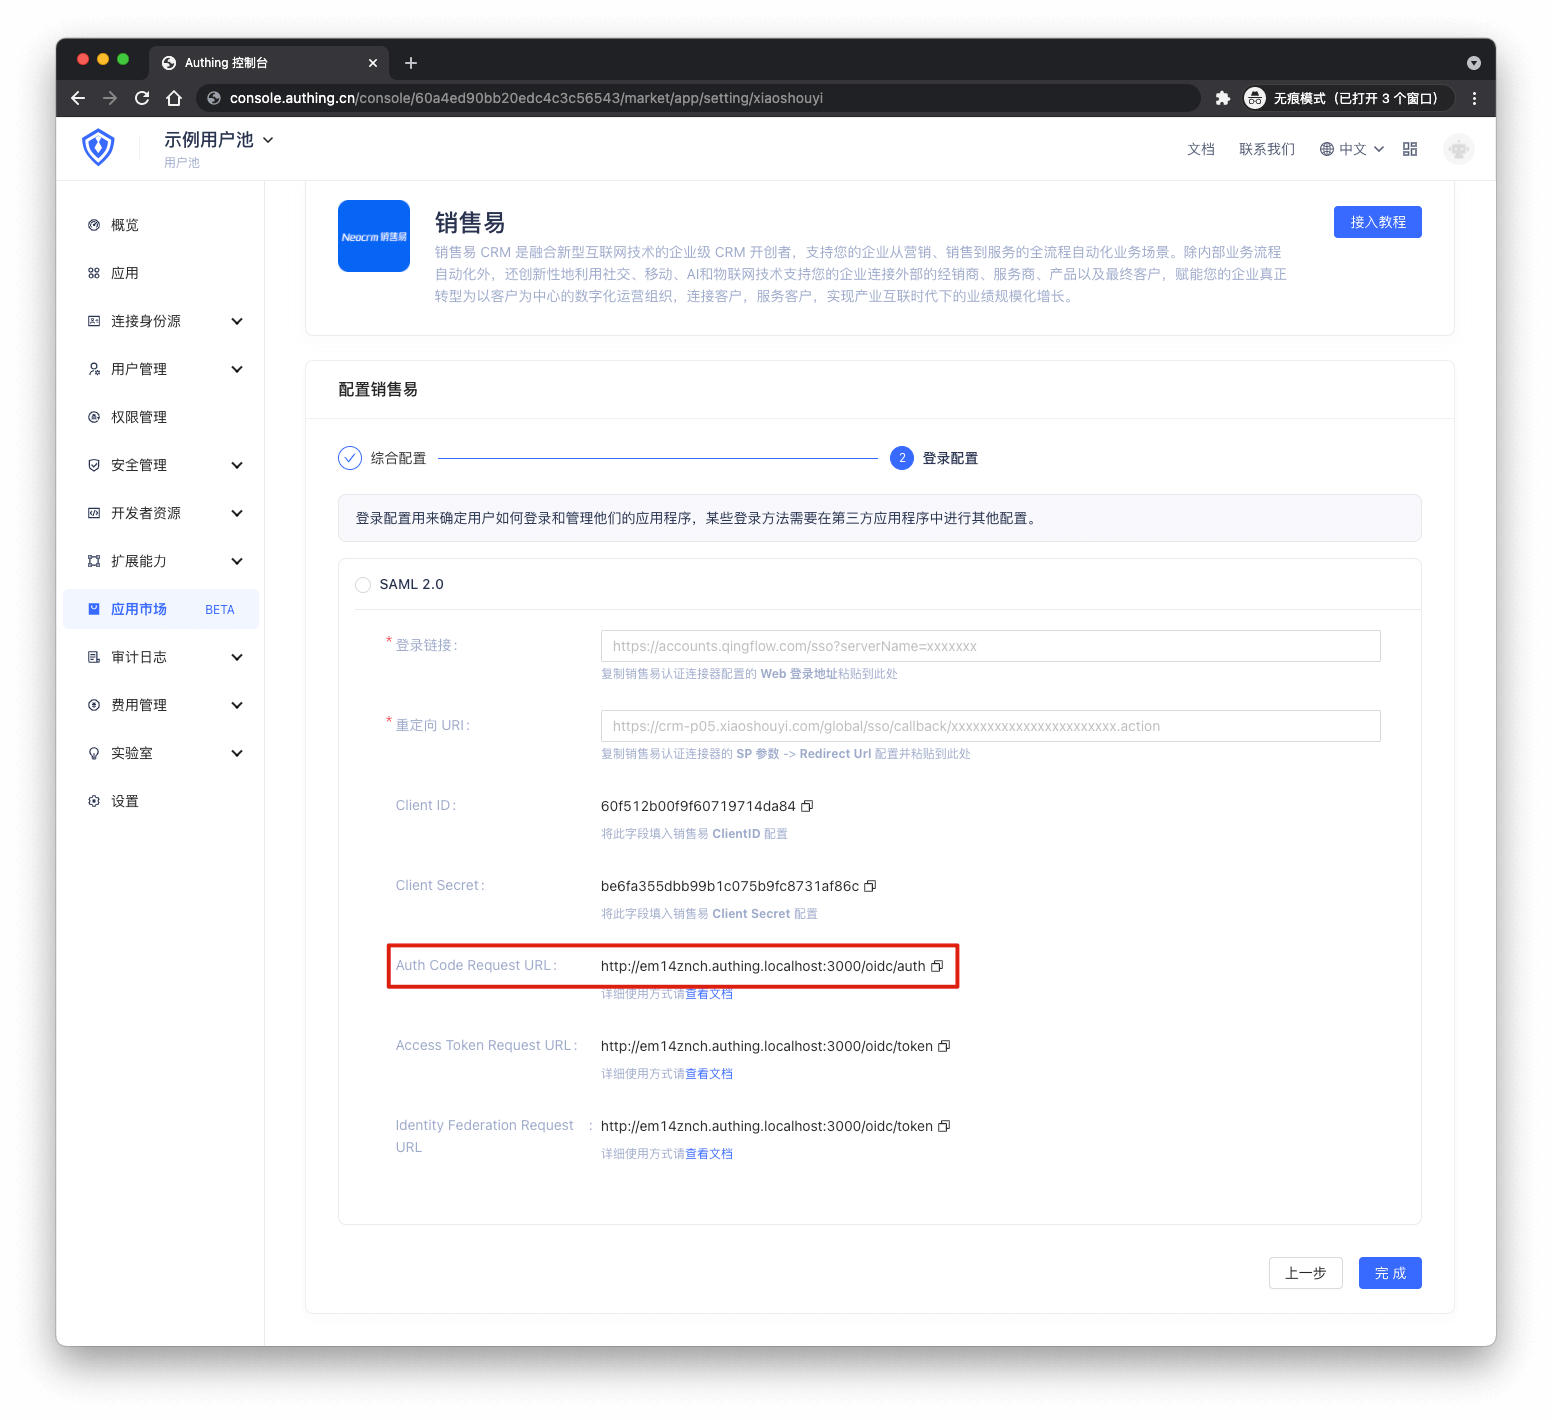 Authing 控制台
console.authing.cn/console/60a4ed90bb20edc4c3c56543/market/app/setting/xiaoshouyi
无痕模式（已打开 3 个窗口）
示例用户池
用户池
文档
联系我们
中文
概览
应用
连接身份源
用户管理
权限管理
安全管理
开发者资源
扩展能力
应用市场 BETA
审计日志
费用管理
实验室
设置
Neocrm 销售易
销售易
接入教程
销售易 CRM 是融合新型互联网技术的企业级 CRM 开创者，支持您的企业从营销、销售到服务的全流程自动化业务场景。除内部业务流程
自动化外，还创新性地利用社交、移动、AI和物联网技术支持您的企业连接外部的经销商、服务商、产品以及最终客户，赋能您的企业真正
转型为以客户为中心的数字化运营组织，连接客户，服务客户，实现产业互联时代下的业绩规模化增长。
配置销售易
综合配置
2 登录配置
登录配置用来确定用户如何登录和管理他们的应用程序，某些登录方法需要在第三方应用程序中进行其他配置。
SAML 2.0
* 登录链接:
https://accounts.qingflow.com/sso?serverName=xxxxxxx
复制销售易认证连接器配置的 Web 登录地址粘贴到此处
* 重定向 URI:
https://crm-p05.xiaoshouyi.com/global/sso/callback/xxxxxxxxxxxxxxxxxxxxxxx.action
复制销售易认证连接器的 SP 参数 -> Redirect Url 配置并粘贴到此处
Client ID:
60f512b00f9f60719714da84
将此字段填入销售易 ClientID 配置
Client Secret:
be6fa355dbb99b1c075b9fc8731af86c
将此字段填入销售易 Client Secret 配置
Auth Code Request URL:
http://em14znch.authing.localhost:3000/oidc/auth
详细使用方式请查看文档
Access Token Request URL:
http://em14znch.authing.localhost:3000/oidc/token
详细使用方式请查看文档
Identity Federation Request URL:
http://em14znch.authing.localhost:3000/oidc/token
详细使用方式请查看文档
上一步
完 成